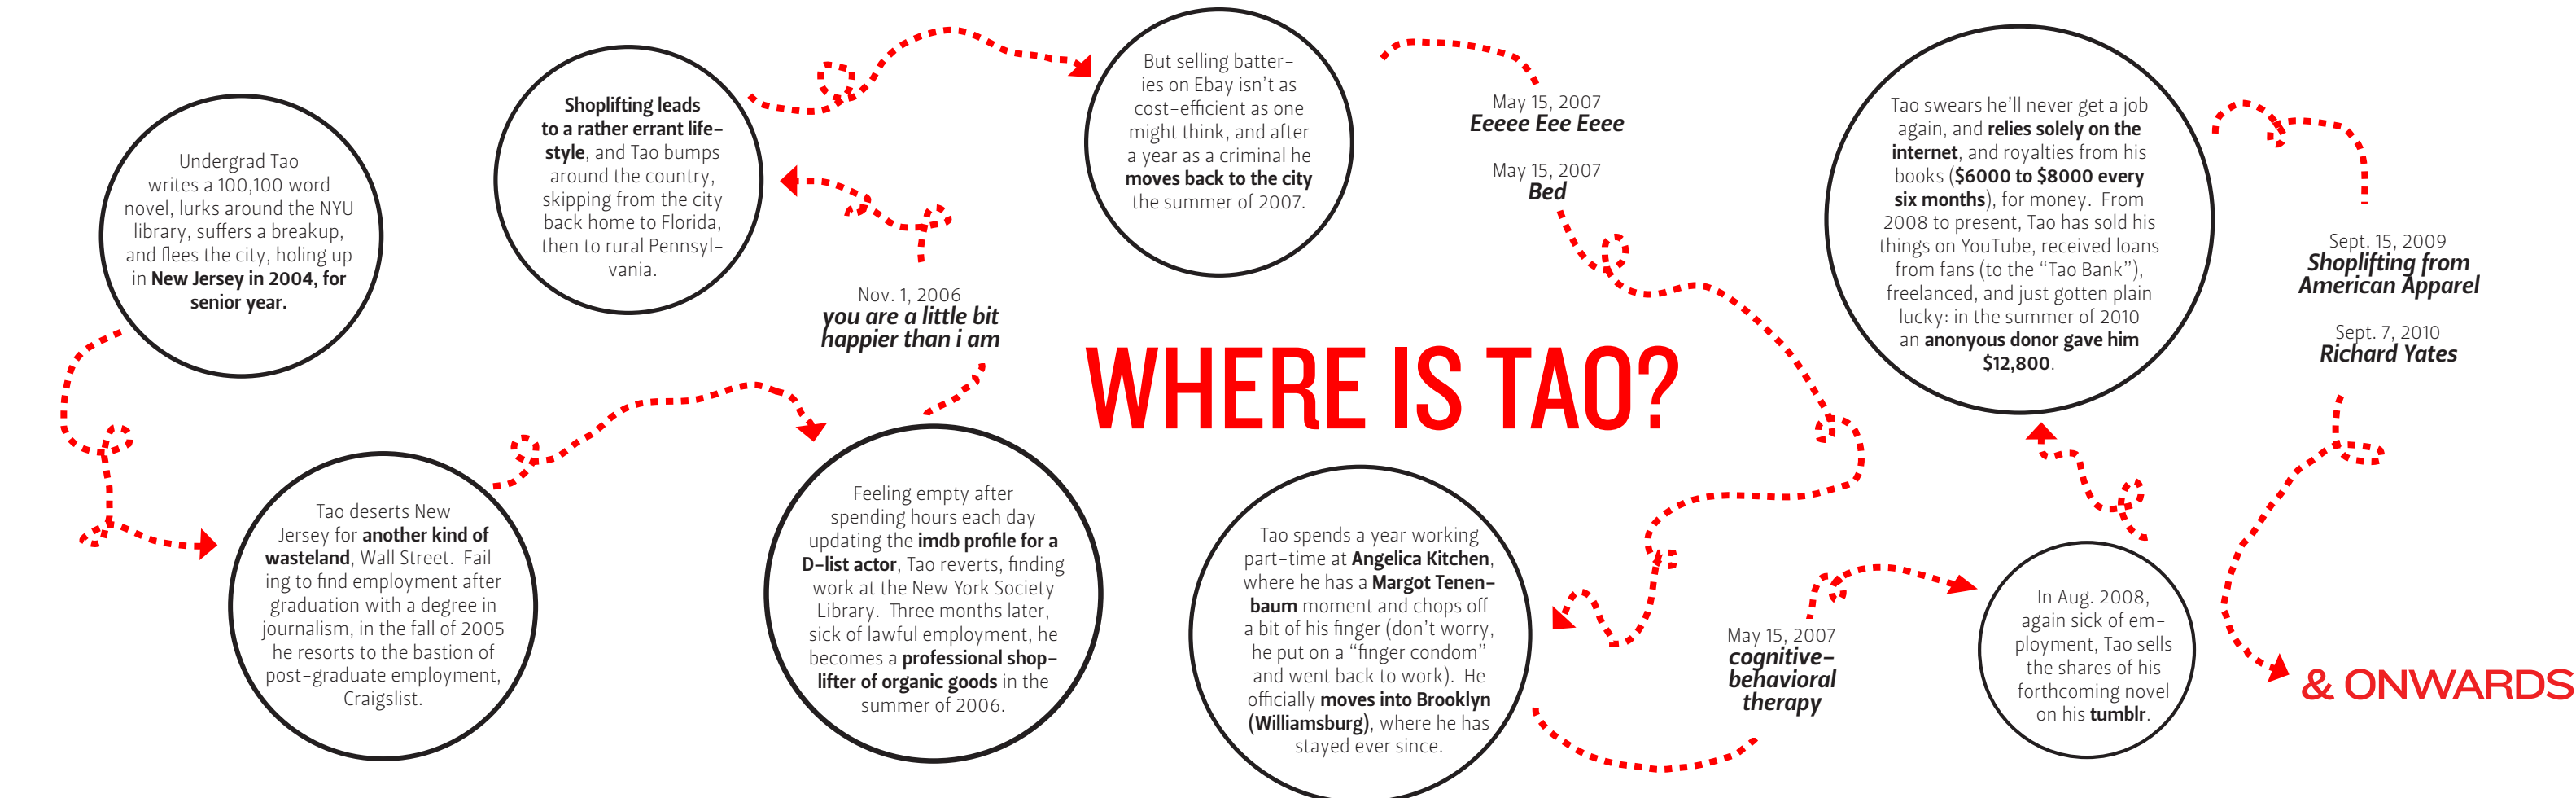 Undergrad Tao
writes a 100,100 word
novel, lurks around the NYU
library, suffers a breakup,
and flees the city, holing up
in New Jersey in 2004, for
senior year.
Tao deserts New
Jersey for another kind of
wasteland, Wall Street. Fail-
ing to find employment after
graduation with a degree in
journalism, in the fall of 2005
he resorts to the bastion of
post-graduate employment,
Craigslist.
Feeling empty after
spending hours each day
updating the imdb profile for a
D-list actor, Tao reverts, finding
work at the New York Society
Library. Three months later,
sick of lawful employment, he
becomes a professional shop-
lifter of organic goods in the
summer of 2006.
Nov. 1, 2006
you are a little bit
happier than i am
Shoplifting leads
to a rather errant life-
style, and Tao bumps
around the country,
skipping from the city
back home to Florida,
then to rural Pennsyl-
vania.
But selling batter-
ies on Ebay isn't as
cost-efficient as one
might think, and after
a year as a criminal he
moves back to the city
the summer of 2007.
May 15, 2007
Eeeee Eee Eeee
May 15, 2007
Bed
WHERE IS TAO?
Tao spends a year working
part-time at Angelica Kitchen,
where he has a Margot Tenen-
baum moment and chops off
a bit of his finger (don't worry,
he put on a "finger condom"
and went back to work). He
officially moves into Brooklyn
(Williamsburg), where he has
stayed ever since.
May 15, 2007
cognitive-
behavioral
therapy
In Aug. 2008,
again sick of em-
ployment, Tao sells
the shares of his
forthcoming novel
on his tumblr.
Tao swears he'll never get a job
again, and relies solely on the
internet, and royalties from his
books ($6000 to $8000 every
six months), for money. From
2008 to present, Tao has sold his
things on YouTube, received loans
from fans (to the "Tao Bank"),
freelanced, and just gotten plain
lucky: in the summer of 2010
an anonyous donor gave him
$12,800.
Sept. 15, 2009
Shoplifting from
American Apparel
Sept. 7, 2010
Richard Yates
& ONWARDS